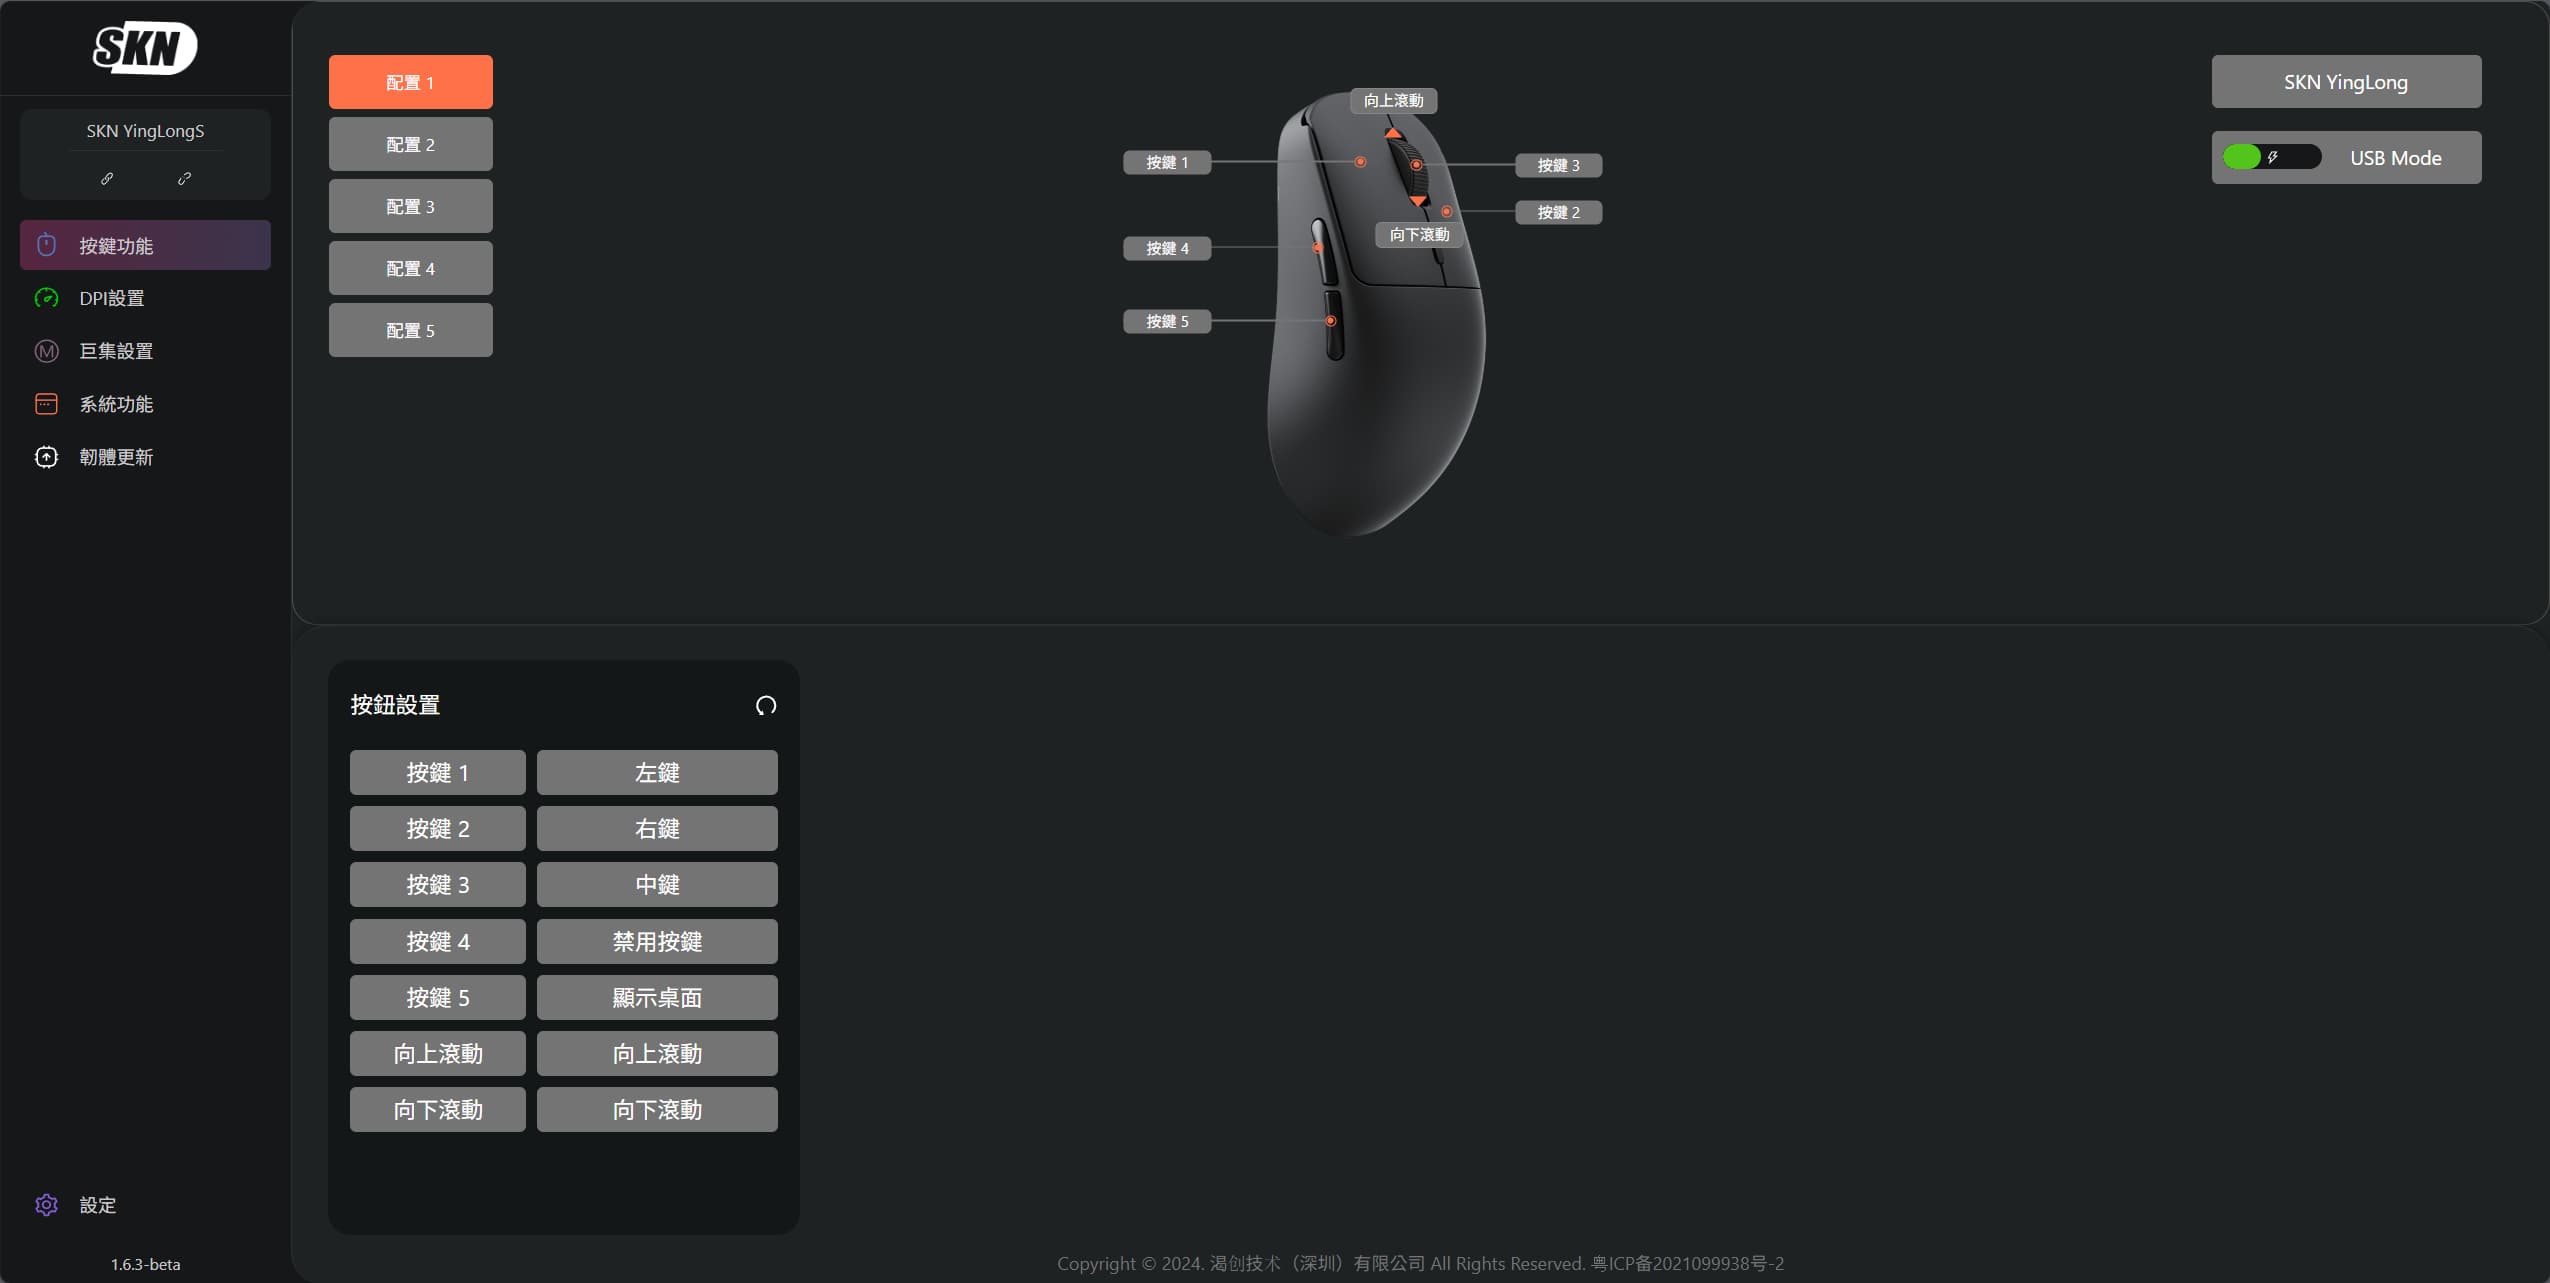 SKN
SKN YingLongS
按鍵功能
DPI設置
巨集設置
系統功能
韌體更新
設定
1.6.3-beta
配置 1
配置 2
配置 3
配置 4
配置 5
向上滾動
按鍵 1
按鍵 3
按鍵 2
向下滾動
按鍵 4
按鍵 5
SKN YingLong
USB Mode
按鈕設置
按鍵 1 左鍵
按鍵 2 右鍵
按鍵 3 中鍵
按鍵 4 禁用按鍵
按鍵 5 顯示桌面
向上滾動 向上滾動
向下滾動 向下滾動
Copyright © 2024. 渴创技术（深圳）有限公司 All Rights Reserved. 粤ICP备2021099938号-2